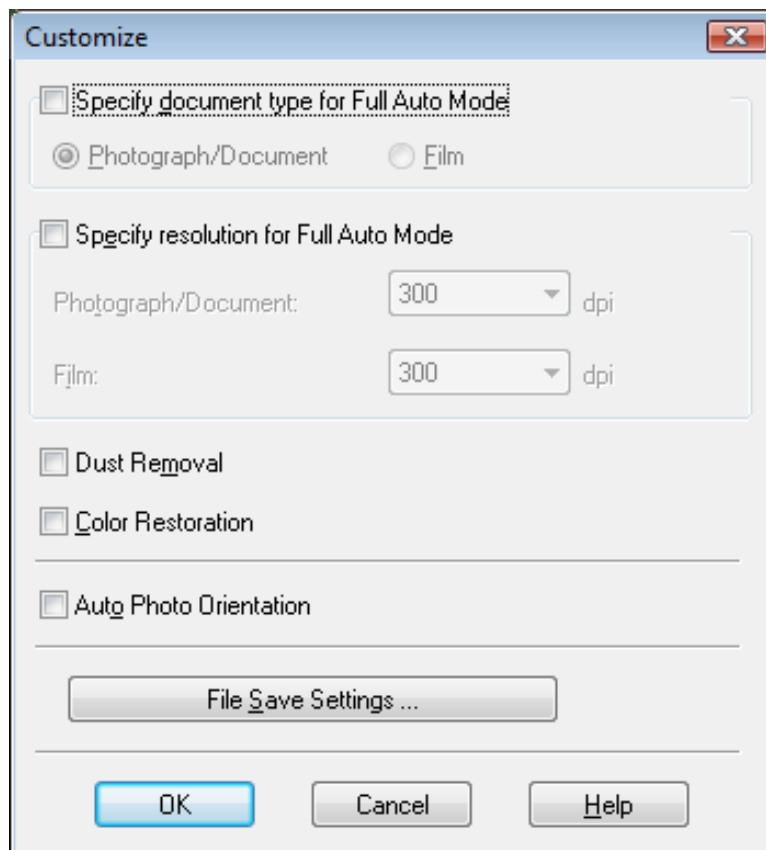 Customize
Specify document type for Full Auto Mode
Photograph/Document Film
Specify resolution for Full Auto Mode
Photograph/Document: 300 dpi
Film: 300 dpi
Dust Removal
Color Restoration
Auto Photo Orientation
File Save Settings ...
OK Cancel Help